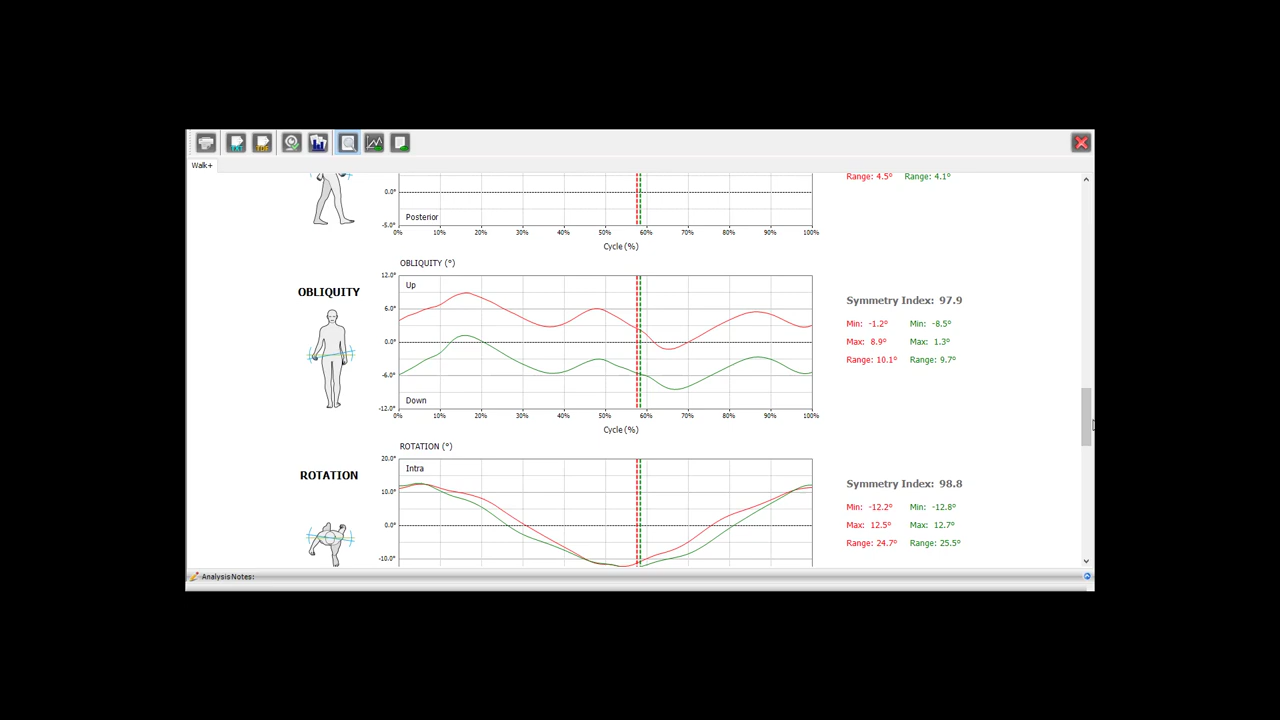 Walk+
Range: 4.5° Range: 4.1°
0.0°
Posterior
-5.0°
0% 10% 20% 30% 40% 50% 60% 70% 80% 90% 100%
Cycle (%)
OBLIQUITY (°)
12.0°
Up
OBLIQUITY
Symmetry Index: 97.9
6.0°
Min: -1.2° Min: -8.5°
0.0°
Max: 8.9° Max: 1.3°
Range: 10.1° Range: 9.7°
-6.0°
Down
-12.0°
0% 10% 20% 30% 40% 50% 60% 70% 80% 90% 100%
Cycle (%)
ROTATION (°)
20.0°
Intra
ROTATION
Symmetry Index: 98.8
10.0°
Min: -12.2° Min: -12.8°
0.0°
Max: 12.5° Max: 12.7°
Range: 24.7° Range: 25.5°
-10.0°
Analysis Notes: